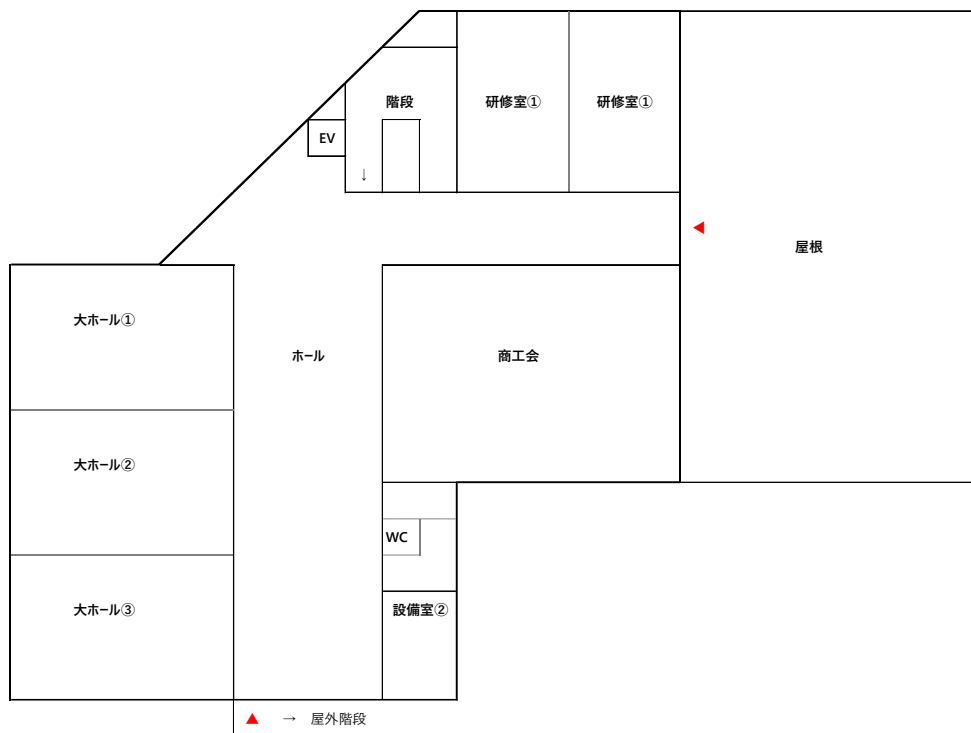 階段
研修室①
研修室①
EV
↓
屋根
大ホール①
ホール
商工会
大ホール②
WC
大ホール③
設備室②
→ 屋外階段